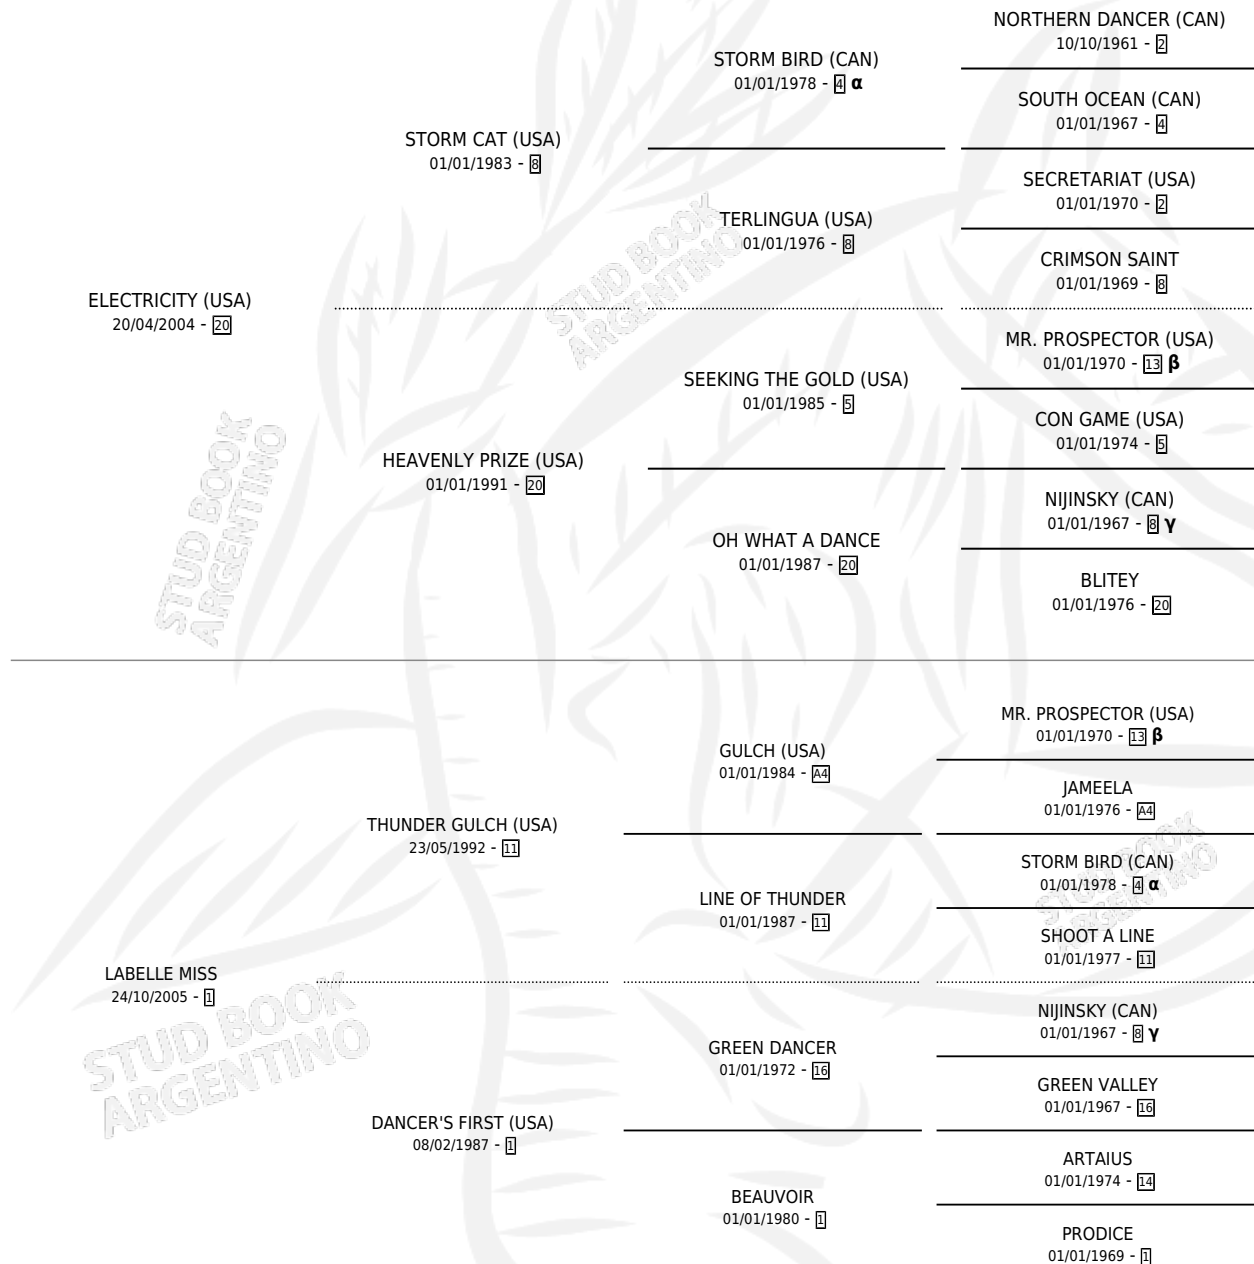 NORTHERN DANCER (CAN)
10/10/1961 - 2
STORM BIRD (CAN)
01/01/1978 - 4 α
SOUTH OCEAN (CAN)
01/01/1967 - 4
STORM CAT (USA)
01/01/1983 - 8
SECRETARIAT (USA)
01/01/1970 - 2
TERLINGUA (USA)
01/01/1976 - 8
CRIMSON SAINT
01/01/1969 - 8
ELECTRICITY (USA)
20/04/2004 - 20
STUD BOOK
ARGENTINO
MR. PROSPECTOR (USA)
01/01/1970 - 13 β
SEEKING THE GOLD (USA)
01/01/1985 - 5
CON GAME (USA)
01/01/1974 - 5
HEAVENLY PRIZE (USA)
01/01/1991 - 20
NIJINSKY (CAN)
01/01/1967 - 8 γ
OH WHAT A DANCE
01/01/1987 - 20
BLITEY
01/01/1976 - 20
STUD BOOK
ARGENTINO
MR. PROSPECTOR (USA)
01/01/1970 - 13 β
GULCH (USA)
01/01/1984 - A4
JAMEELA
01/01/1976 - A4
THUNDER GULCH (USA)
23/05/1992 - 11
STORM BIRD (CAN)
01/01/1978 - 4 α
LINE OF THUNDER
01/01/1987 - 11
SHOOT A LINE
01/01/1977 - 11
STUD BOOK
ARGENTINO
LABELLE MISS
24/10/2005 - 1
NIJINSKY (CAN)
01/01/1967 - 8 γ
GREEN DANCER
01/01/1972 - 16
GREEN VALLEY
01/01/1967 - 16
STUD BOOK
ARGENTINO
DANCER'S FIRST (USA)
08/02/1987 - 1
ARTAIUS
01/01/1974 - 14
BEAUVOIR
01/01/1980 - 1
PRODICE
01/01/1969 - 1